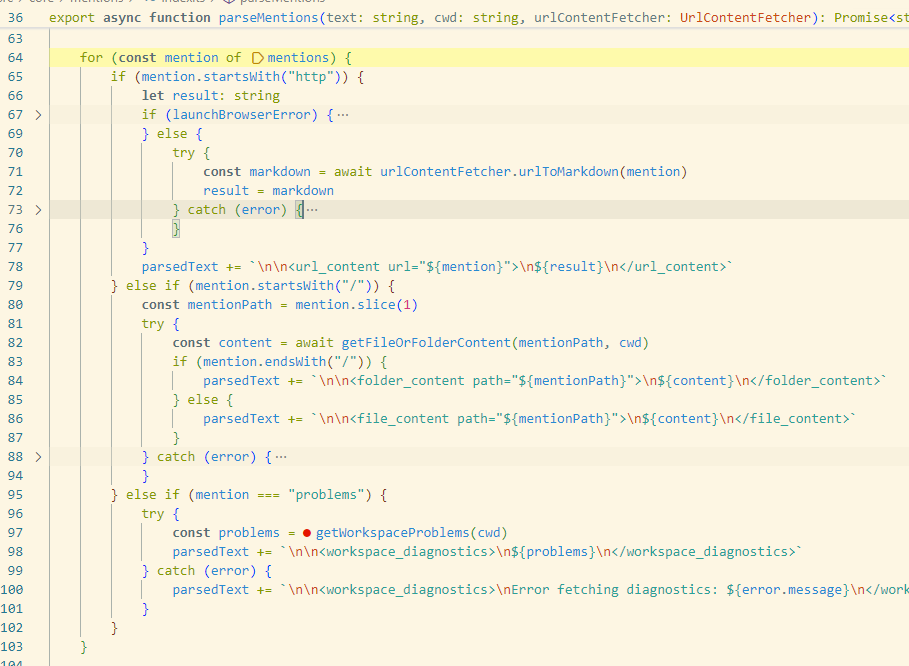 36 export async function parseMentions(text: string, cwd: string, urlContentFetcher: UrlContentFetcher): Promise<st
63
64 for (const mention of mentions) {
65 if (mention.startsWith("http")) {
66 let result: string
67 if (launchBrowserError) {···
69 } else {
70 try {
71 const markdown = await urlContentFetcher.urlToMarkdown(mention)
72 result = markdown
73 } catch (error) {···
76 }
77 }
78 parsedText += `\n\n<url_content url="${mention}">\n${result}\n</url_content>`
79 } else if (mention.startsWith("/")) {
80 const mentionPath = mention.slice(1)
81 try {
82 const content = await getFileOrFolderContent(mentionPath, cwd)
83 if (mention.endsWith("/")) {
84 parsedText += `\n\n<folder_content path="${mentionPath}">\n${content}\n</folder_content>`
85 } else {
86 parsedText += `\n\n<file_content path="${mentionPath}">\n${content}\n</file_content>`
87 }
88 } catch (error) {···
94 }
95 } else if (mention === "problems") {
96 try {
97 const problems = getWorkspaceProblems(cwd)
98 parsedText += `\n\n<workspace_diagnostics>\n${problems}\n</workspace_diagnostics>`
99 } catch (error) {
100 parsedText += `\n\n<workspace_diagnostics>\nError fetching diagnostics: ${error.message}\n</work
101 }
102 }
103 }
104